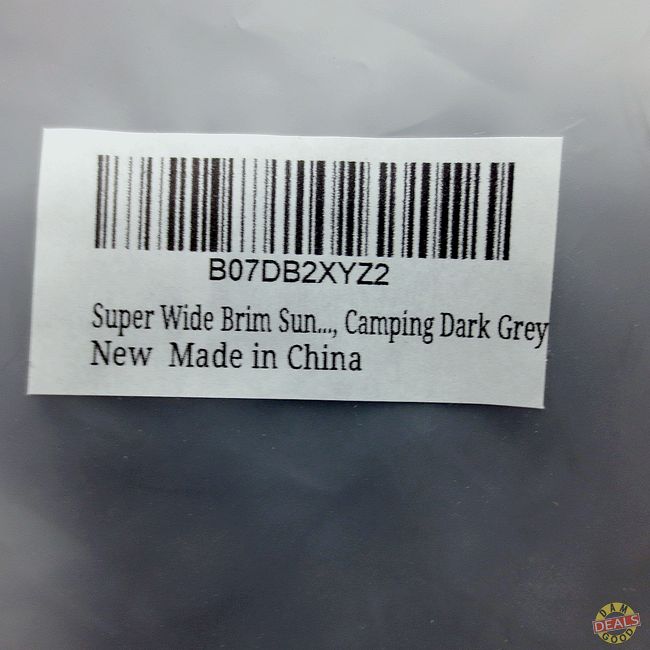 B07DB2XYZ2
Super Wide Brim Sun..., Camping Dark Grey
New Made in China
DAM
DEALS
GOOD